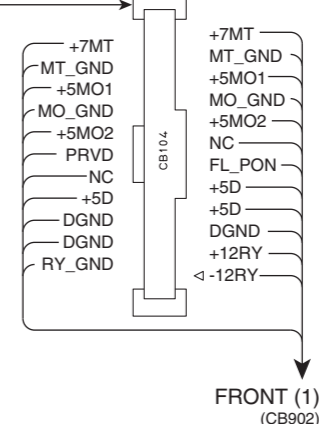 +7MT
MT_GND
+5MO1
MO_GND
+5MO2
PRVD
NC
+5D
DGND
DGND
RY_GND
CB104
+7MT
MT_GND
+5MO1
MO_GND
+5MO2
NC
FL_PON
+5D
+5D
DGND
+12RY
-12RY
FRONT (1)
(CB902)